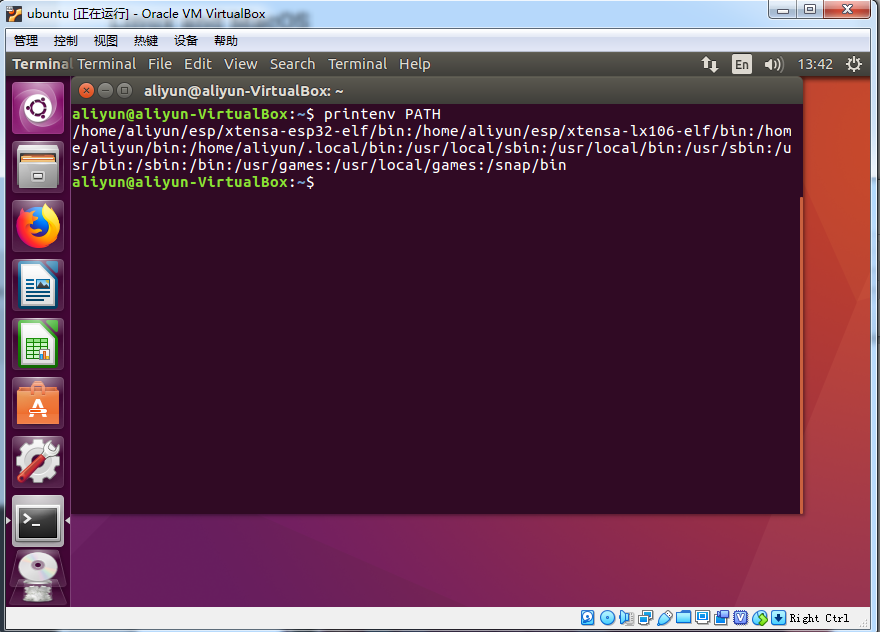 ubuntu [正在运行] - Oracle VM VirtualBox
管理 控制 视图 热键 设备 帮助
Terminal Terminal File Edit View Search Terminal Help En 13:42
aliyun@aliyun-VirtualBox: ~
aliyun@aliyun-VirtualBox:~$ printenv PATH
/home/aliyun/esp/xtensa-esp32-elf/bin:/home/aliyun/esp/xtensa-lx106-elf/bin:/hom
e/aliyun/bin:/home/aliyun/.local/bin:/usr/local/sbin:/usr/local/bin:/usr/sbin:/u
sr/bin:/sbin:/bin:/usr/games:/usr/local/games:/snap/bin
aliyun@aliyun-VirtualBox:~$
Right Ctrl